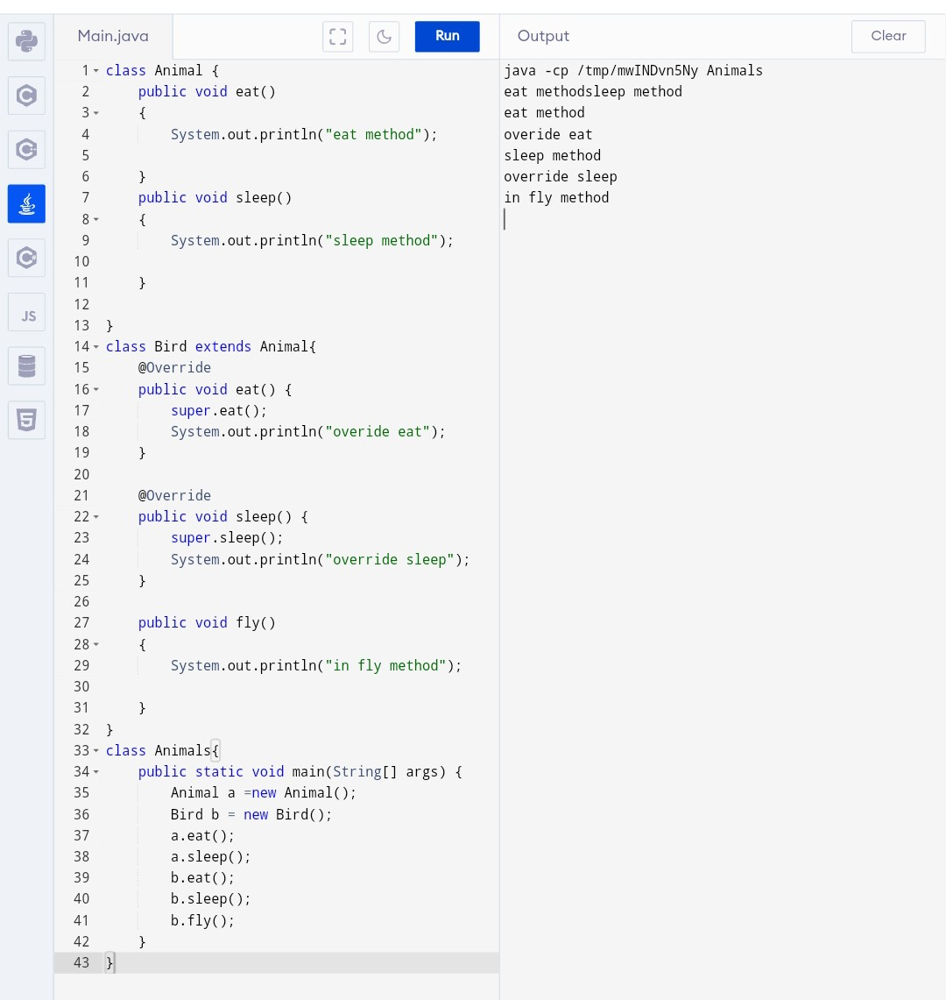 Main.java
Run
Output
Clear
1 class Animal {
2 public void eat()
3 {
4 System.out.println("eat method");
5
6 }
7 public void sleep()
8 {
9 System.out.println("sleep method");
10
11 }
12
13 }
14 class Bird extends Animal{
15 @Override
16 public void eat() {
17 super.eat();
18 System.out.println("overide eat");
19 }
20
21 @Override
22 public void sleep() {
23 super.sleep();
24 System.out.println("override sleep");
25 }
26
27 public void fly()
28 {
29 System.out.println("in fly method");
30
31 }
32 }
33 class Animals{
34 public static void main(String[] args) {
35 Animal a =new Animal();
36 Bird b = new Bird();
37 a.eat();
38 a.sleep();
39 b.eat();
40 b.sleep();
41 b.fly();
42 }
43 }
java -cp /tmp/mwINDvn5Ny Animals
eat methodsleep method
eat method
overide eat
sleep method
override sleep
in fly method
JS